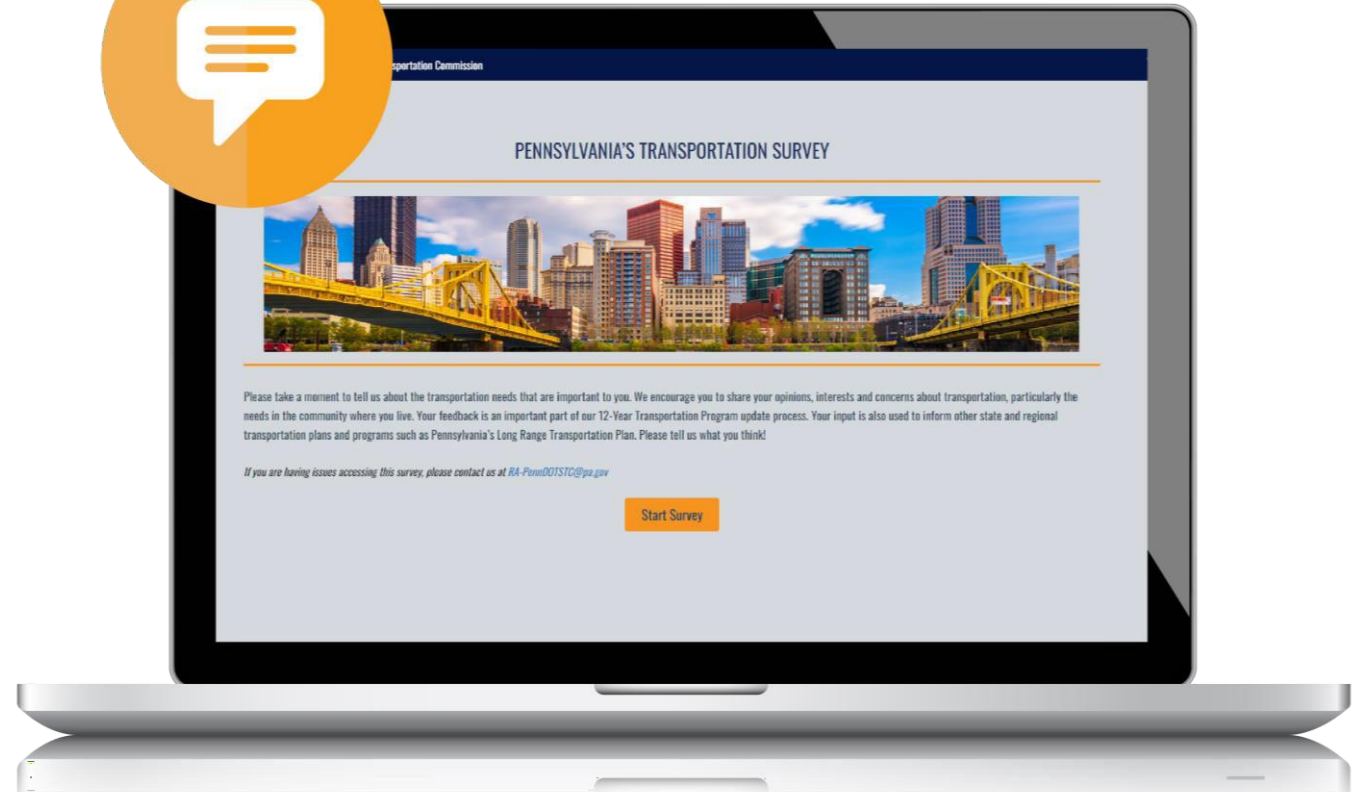 sportation Commission
PENNSYLVANIA'S TRANSPORTATION SURVEY
Please take a moment to tell us about the transportation needs that are important to you. We encourage you to share your opinions, interests and concerns about transportation, particularly the
needs in the community where you live. Your feedback is an important part of our 12-Year Transportation Program update process. Your input is also used to inform other state and regional
transportation plans and programs such as Pennsylvania's Long Range Transportation Plan. Please tell us what you think!
If you are having issues accessing this survey, please contact us at RA-PennDOTSTC@pa.gov
Start Survey